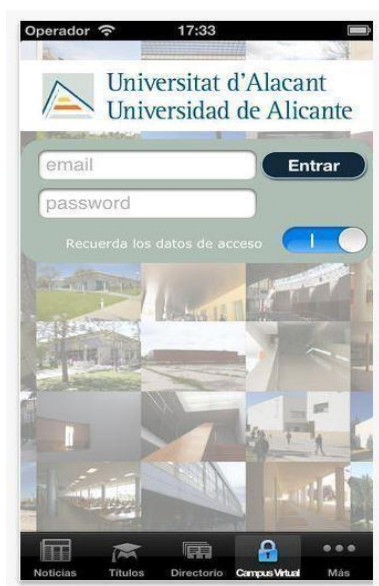 Operador 17:33
Universitat d'Alacant
Universidad de Alicante
email
Entrar
password
Recuerda los datos de acceso
Noticias Títulos Directorio Campus Virtual Más